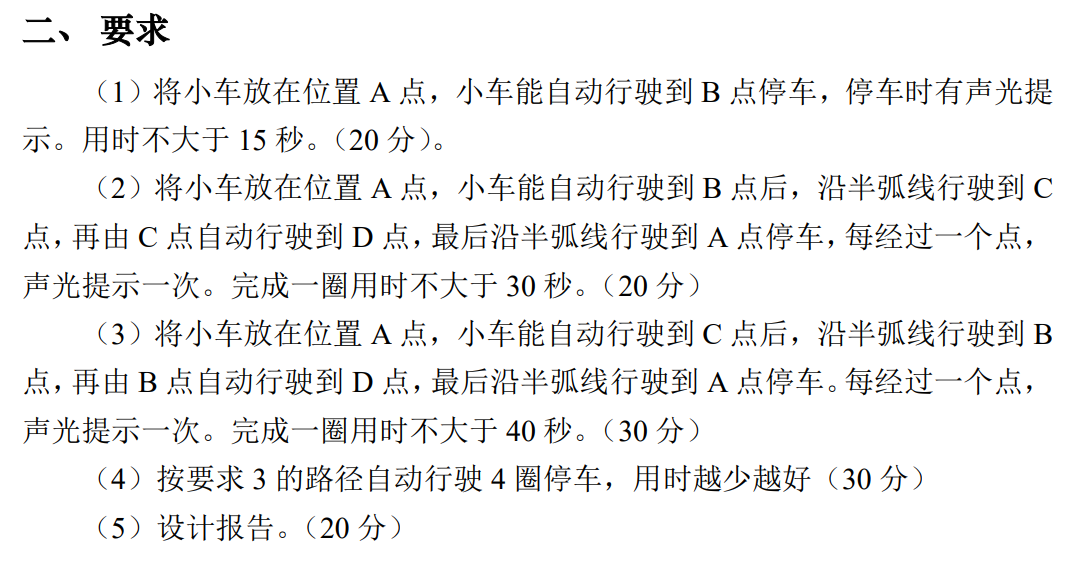 二、 要求
（1）将小车放在位置 A 点，小车能自动行驶到 B 点停车，停车时有声光提
示。用时不大于 15 秒。（20 分）。
（2）将小车放在位置 A 点，小车能自动行驶到 B 点后，沿半弧线行驶到 C
点，再由 C 点自动行驶到 D 点，最后沿半弧线行驶到 A 点停车，每经过一个点，
声光提示一次。完成一圈用时不大于 30 秒。（20 分）
（3）将小车放在位置 A 点，小车能自动行驶到 C 点后，沿半弧线行驶到 B
点，再由 B 点自动行驶到 D 点，最后沿半弧线行驶到 A 点停车。每经过一个点，
声光提示一次。完成一圈用时不大于 40 秒。（30 分）
（4）按要求 3 的路径自动行驶 4 圈停车，用时越少越好（30 分）
（5）设计报告。（20 分）